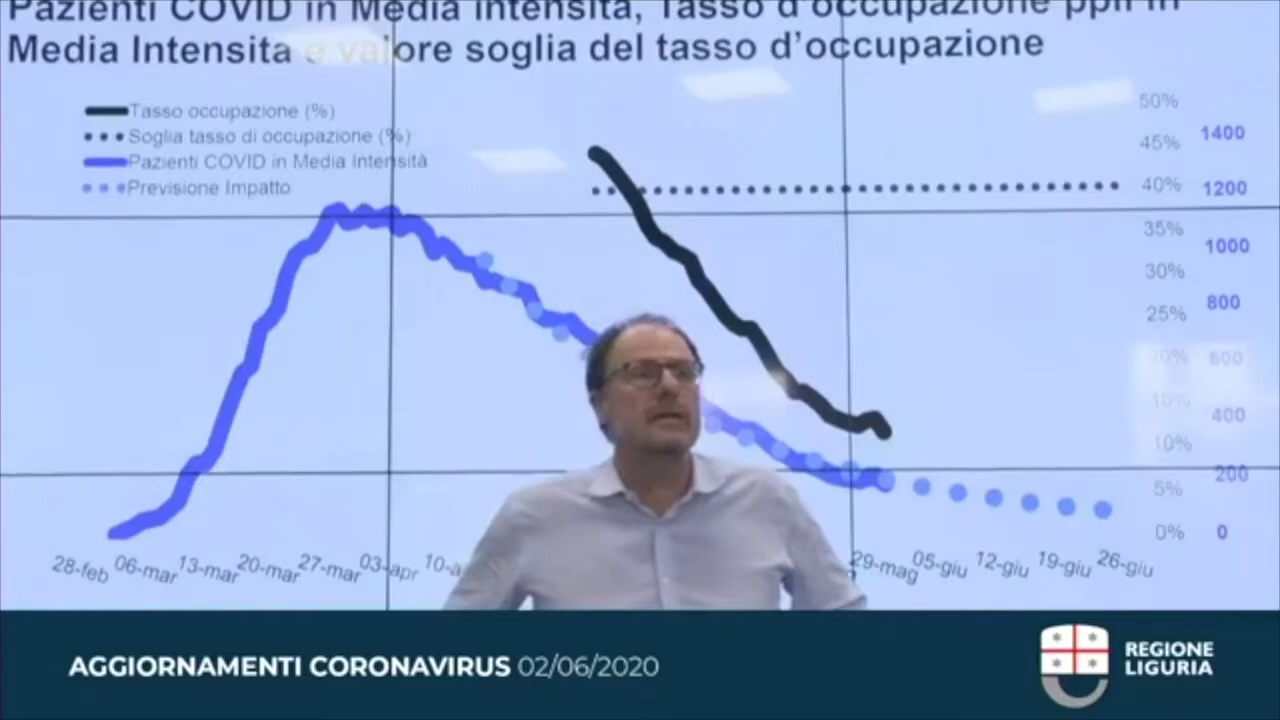 Pazienti COVID in Media Intensità, Tasso d'occupazione ppll in
Media Intensita e valore soglia del tasso d'occupazione
Tasso occupazione (%)
Soglia tasso di occupazione (%)
Pazienti COVID in Media Intensità
Previsione Impatto
50%
45%
40%
35%
30%
25%
10%
5%
0%
1400
1200
1000
800
600
400
200
0
28-feb 06-mar 13-mar 20-mar 27-mar 03-apr 10-a 29-mag 05-giu 12-giu 19-giu 26-giu
AGGIORNAMENTI CORONAVIRUS 02/06/2020
REGIONE
LIGURIA